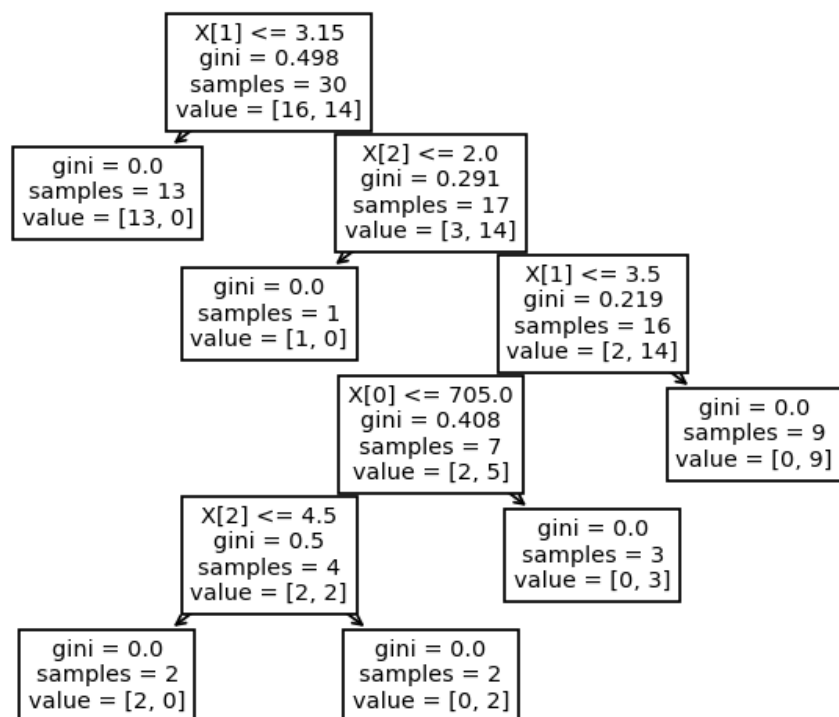 X[1] <= 3.15
gini = 0.498
samples = 30
value = [16, 14]
gini = 0.0
samples = 13
value = [13, 0]
X[2] <= 2.0
gini = 0.291
samples = 17
value = [3, 14]
gini = 0.0
samples = 1
value = [1, 0]
X[1] <= 3.5
gini = 0.219
samples = 16
value = [2, 14]
X[0] <= 705.0
gini = 0.408
samples = 7
value = [2, 5]
gini = 0.0
samples = 9
value = [0, 9]
X[2] <= 4.5
gini = 0.5
samples = 4
value = [2, 2]
gini = 0.0
samples = 3
value = [0, 3]
gini = 0.0
samples = 2
value = [2, 0]
gini = 0.0
samples = 2
value = [0, 2]